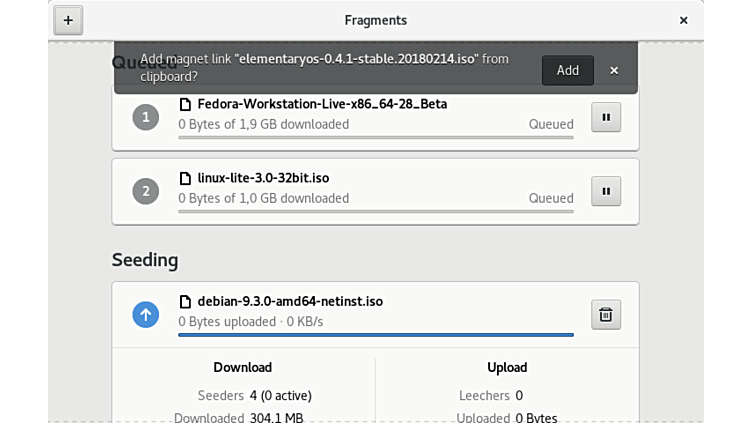 +
Fragments
×
Queued
Add magnet link "elementaryos-0.4.1-stable.20180214.iso" from
clipboard?
Add
×
1
Fedora-Workstation-Live-x86_64-28_Beta
0 Bytes of 1,9 GB downloaded
Queued
2
linux-lite-3.0-32bit.iso
0 Bytes of 1,0 GB downloaded
Queued
Seeding
debian-9.3.0-amd64-netinst.iso
0 Bytes uploaded · 0 KB/s
Download
Upload
Seeders 4 (0 active)
Leechers 0
Downloaded 304.1 MB
Uploaded 0 Bytes